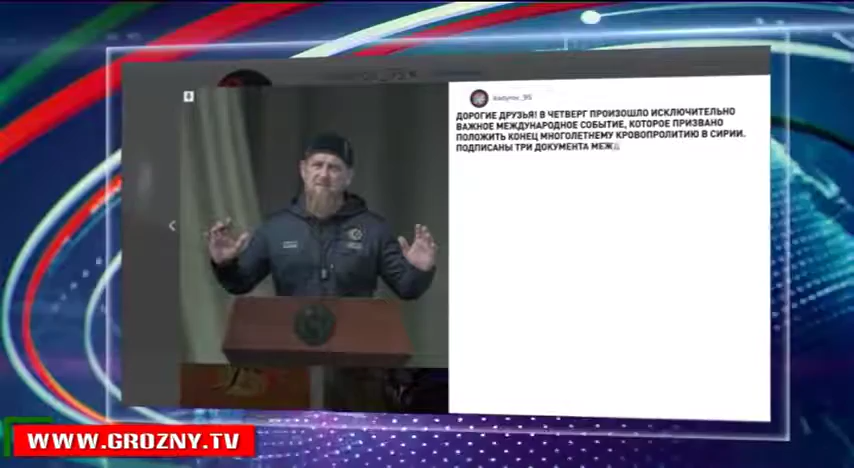 kadyrov_95
ДОРОГИЕ ДРУЗЬЯ! В ЧЕТВЕРГ ПРОИЗОШЛО ИСКЛЮЧИТЕЛЬНО
ВАЖНОЕ МЕЖДУНАРОДНОЕ СОБЫТИЕ, КОТОРОЕ ПРИЗВАНО
ПОЛОЖИТЬ КОНЕЦ МНОГОЛЕТНЕМУ КРОВОПРОЛИТИЮ В СИРИИ.
ПОДПИСАНЫ ТРИ ДОКУМЕНТА МЕЖД
WWW.GROZNY.TV